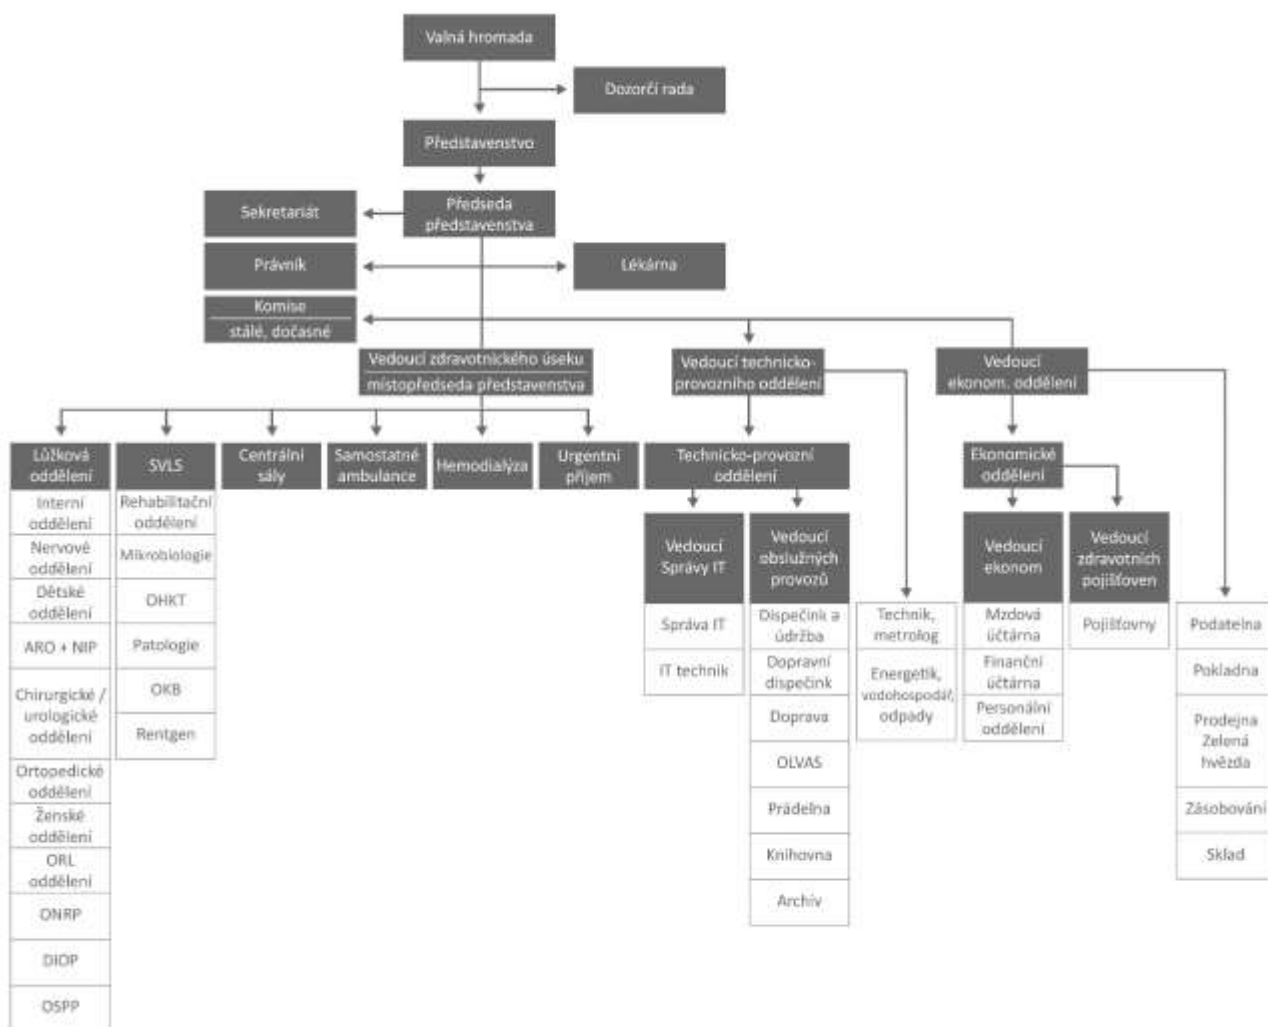 Valná hromada
Dozorčí rada
Představenstvo
Sekretariát
Předseda
představenstva
Právník
Lékárna
Komise
stálé, dočasné
Vedoucí zdravotnického úseku
místopředseda představenstva
Vedoucí technicko-
provozního oddělení
Vedoucí
ekonom. oddělení
Lůžková
oddělení
SVLS
Centrální
sály
Samostatné
ambulance
Hemodialýza
Urgentní
příjem
Technicko-provozní
oddělení
Ekonomické
oddělení
Interní
oddělení
Nervové
oddělení
Dětské
oddělení
ARO + NIP
Chirurgické /
urologické
oddělení
Ortopedické
oddělení
Ženské
oddělení
ORL
oddělení
ONRP
DIOP
OSPP
Rehabilitační
oddělení
Mikrobiologie
OHKT
Patologie
OKB
Rentgen
Vedoucí
Správy IT
Správa IT
IT technik
Vedoucí
obslužných
provozů
Dispečink a
údržba
Dopravní
dispečink
Doprava
OLVAS
Prádelna
Knihovna
Archiv
Technik,
metrolog
Energetik,
vodohospodář,
odpady
Vedoucí
ekonom
Mzdová
účtárna
Finanční
účtárna
Personální
oddělení
Vedoucí
zdravotních
pojišťoven
Pojišťovny
Podatelna
Pokladna
Prodejna
Zelená
hvězda
Zásobování
Sklad